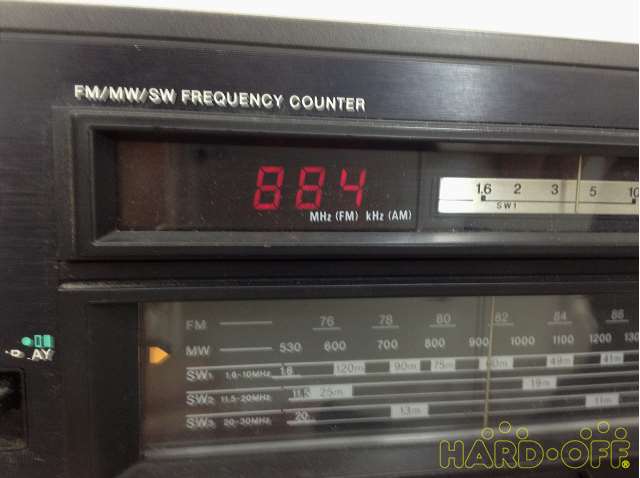 FM/MW/SW FREQUENCY COUNTER
884
MHz (FM) kHz (AM)
1.6 2 3 5 10
SW1
FM 76 78 80 82 84 86
MW 530 600 700 800 900 1000 1100 1200 130
SW1 1.6-10MHz 1.6 120m 90m 75m 60m 49m 41m
SW2 11.5-20MHz 11.5 25m 19m
SW3 20-30MHz 20 13m 11m
AY
HARD-OFF®